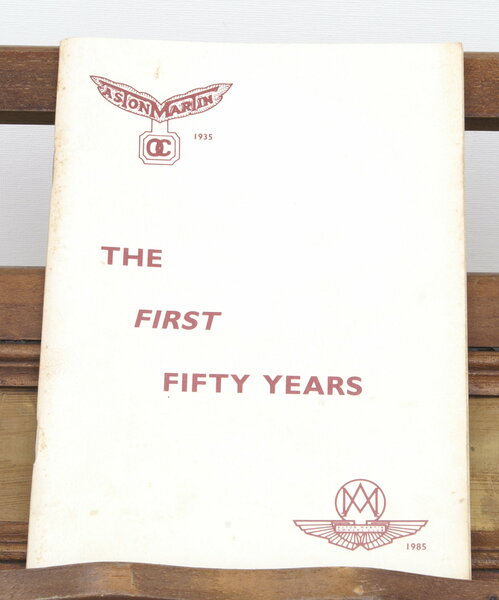 ASTON MARTIN
OC
1935
THE
FIRST
FIFTY YEARS
AM
1985